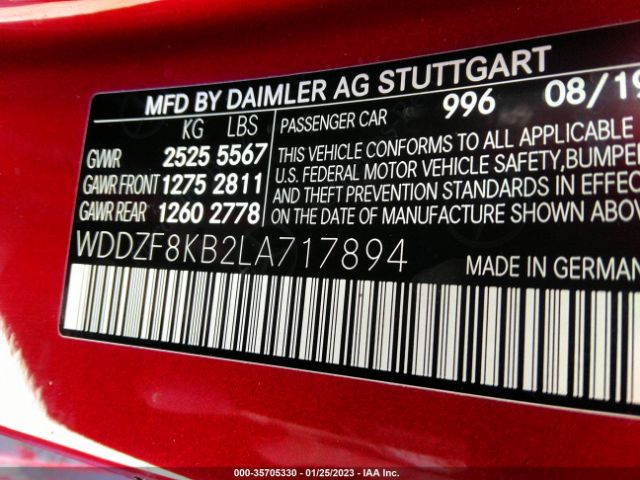 MFD BY DAIMLER AG STUTTGART
KG LBS
GVWR 2525 5567
GAWR FRONT 1275 2811
GAWR REAR 1260 2778
PASSENGER CAR 996 08/19
THIS VEHICLE CONFORMS TO ALL APPLICABLE
U.S. FEDERAL MOTOR VEHICLE SAFETY, BUMPE
AND THEFT PREVENTION STANDARDS IN EFFEC
ON THE DATE OF MANUFACTURE SHOWN ABOV
WDDZF8KB2LA717894
MADE IN GERMAN
000-35705330 - 01/25/2023 - IAA Inc.